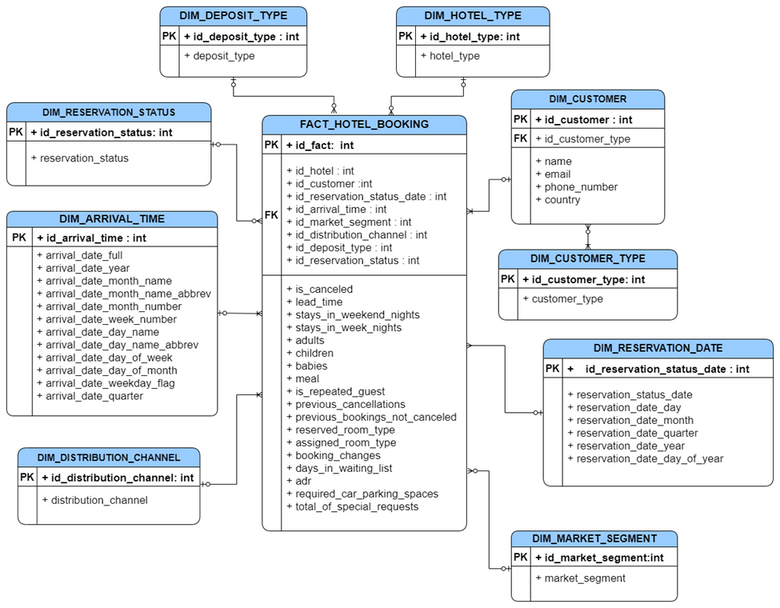 DIM_DEPOSIT_TYPE
PK + id_deposit_type : int
+ deposit_type
DIM_HOTEL_TYPE
PK + id_hotel_type: int
+ hotel_type
DIM_RESERVATION_STATUS
PK + id_reservation_status: int
+ reservation_status
FACT_HOTEL_BOOKING
PK + id_fact: int
FK
+ id_hotel : int
+ id_customer :int
+ id_reservation_status_date : int
+ id_arrival_time : int
+ id_market_segment : int
+ id_distribution_channel : int
+ id_deposit_type : int
+ id_reservation_status : int
+ is_canceled
+ lead_time
+ stays_in_weekend_nights
+ stays_in_week_nights
+ adults
+ children
+ babies
+ meal
+ is_repeated_guest
+ previous_cancellations
+ previous_bookings_not_canceled
+ reserved_room_type
+ assigned_room_type
+ booking_changes
+ days_in_waiting_list
+ adr
+ required_car_parking_spaces
+ total_of_special_requests
DIM_CUSTOMER
PK + id_customer : int
FK + id_customer_type
+ name
+ email
+ phone_number
+ country
DIM_ARRIVAL_TIME
PK + id_arrival_time : int
+ arrival_date_full
+ arrival_date_year
+ arrival_date_month_name
+ arrival_date_month_name_abbrev
+ arrival_date_month_number
+ arrival_date_week_number
+ arrival_date_day_name
+ arrival_date_day_name_abbrev
+ arrival_date_day_of_week
+ arrival_date_day_of_month
+ arrival_date_weekday_flag
+ arrival_date_quarter
DIM_CUSTOMER_TYPE
PK + id_customer_type: int
+ customer_type
DIM_RESERVATION_DATE
PK + id_reservation_status_date : int
+ reservation_status_date
+ reservation_date_day
+ reservation_date_month
+ reservation_date_quarter
+ reservation_date_year
+ reservation_date_day_of_year
DIM_DISTRIBUTION_CHANNEL
PK + id_distribution_channel: int
+ distribution_channel
DIM_MARKET_SEGMENT
PK + id_market_segment:int
+ market_segment